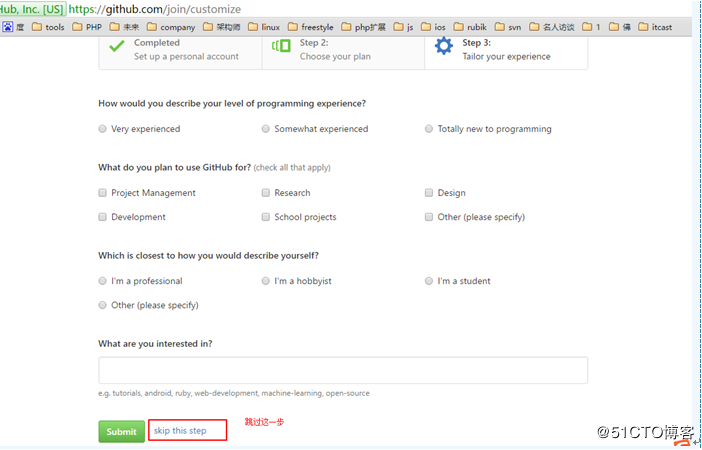 Hub, Inc. [US] https://github.com/join/customize
度 tools PHP 未来 company 架构师 linux freestyle php扩展 js ios rubik svn 名人访谈 1 佛 itcast
Completed Step 2: Step 3:
Set up a personal account Choose your plan Tailor your experience
How would you describe your level of programming experience?
Very experienced Somewhat experienced Totally new to programming
What do you plan to use GitHub for? (check all that apply)
Project Management Research Design
Development School projects Other (please specify)
Which is closest to how you would describe yourself?
I'm a professional I'm a hobbyist I'm a student
Other (please specify)
What are you interested in?
e.g. tutorials, android, ruby, web-development, machine-learning, open-source
Submit skip this step 跳过这一步
@51CTO博客